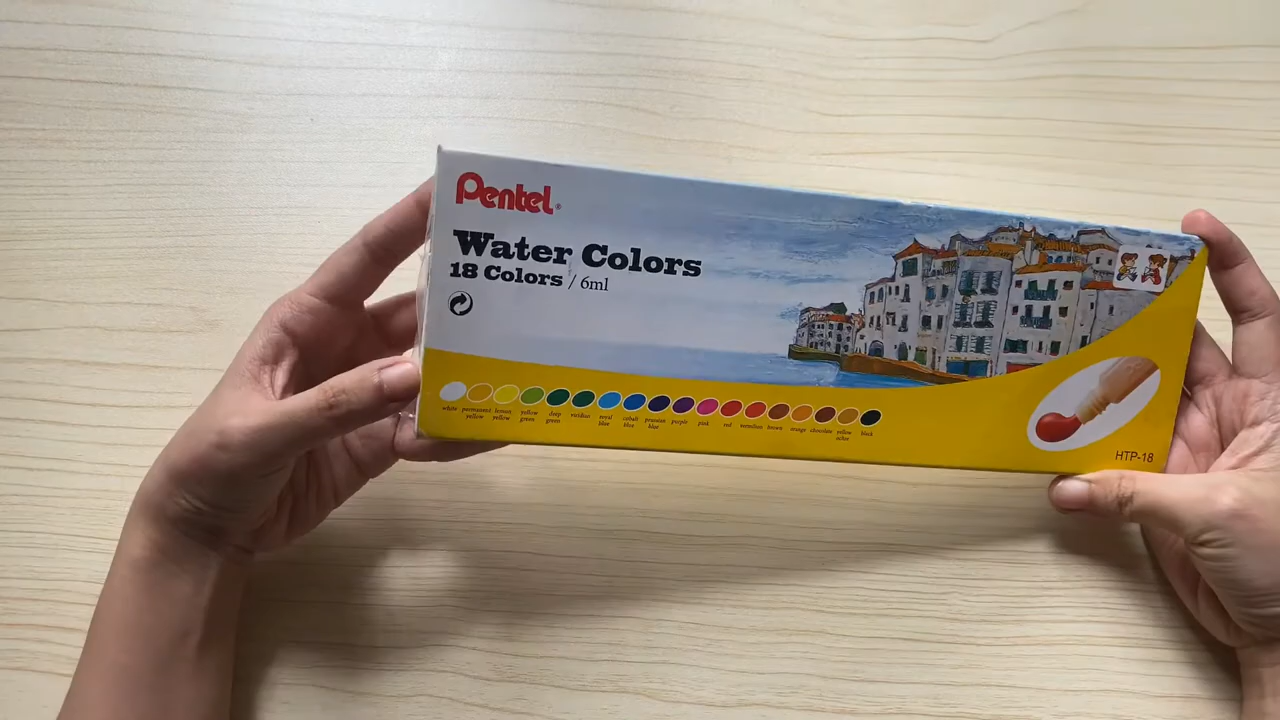 Pentel®
Water Colors
18 Colors / 6ml
white
permanent yellow
lemon yellow
yellow green
deep green
viridian
royal blue
cobalt blue
prussian blue
purple
pink
red
vermilion
brown
orange
chocolate
yellow ochre
black
HTP-18